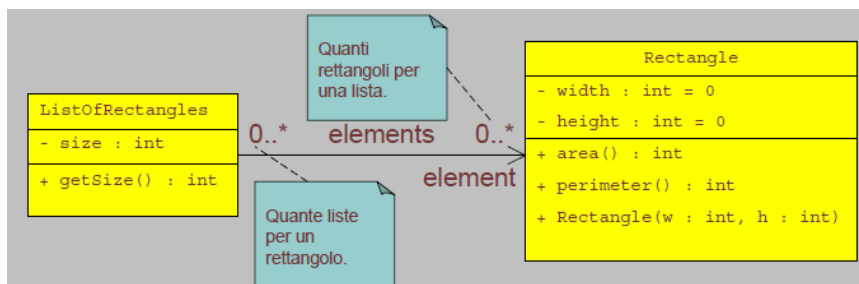 ListOfRectangles
- size : int
+ getSize() : int
0..*
elements
0..*
element
Quanti
rettangoli per
una lista.
Quante liste
per un
rettangolo.
Rectangle
- width : int = 0
- height : int = 0
+ area() : int
+ perimeter() : int
+ Rectangle(w : int, h : int)